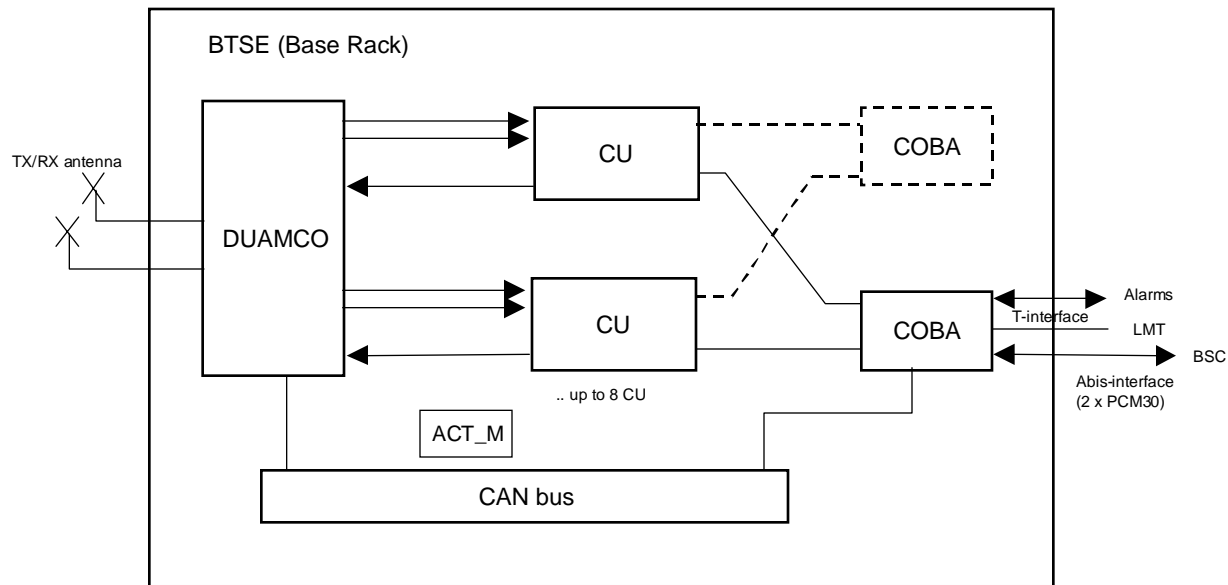 BTSE (Base Rack)
TX/RX antenna
DUAMCO
CU
COBA
CU
COBA
Alarms
T-interface
LMT
BSC
Abis-interface
(2 x PCM30)
.. up to 8 CU
ACT_M
CAN bus